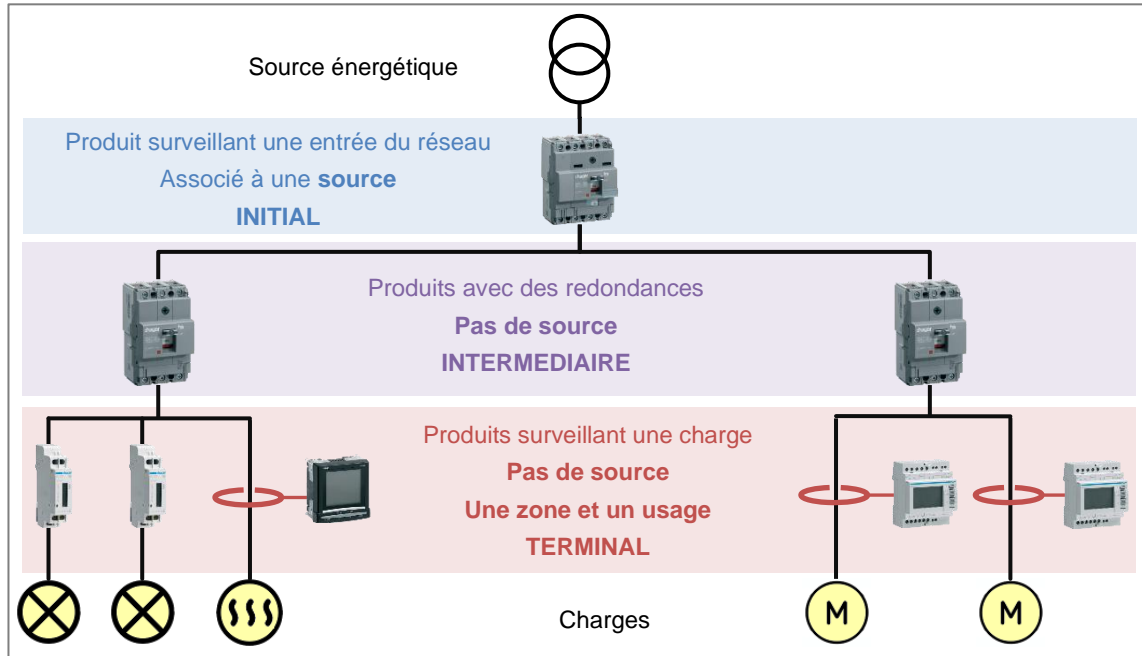 Source énergétique
Produit surveillant une entrée du réseau
Associé à une source
INITIAL
Produits avec des redondances
Pas de source
INTERMEDIAIRE
Produits surveillant une charge
Pas de source
Une zone et un usage
TERMINAL
M
M
Charges